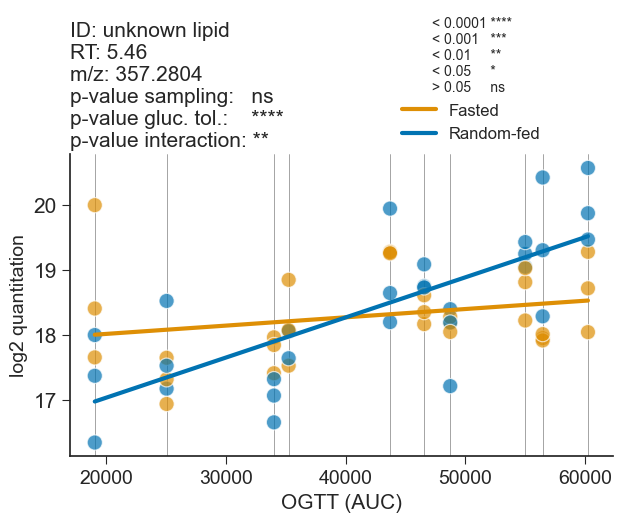 ID: unknown lipid
RT: 5.46
m/z: 357.2804
p-value sampling: ns
p-value gluc. tol.: ****
p-value interaction: **
< 0.0001 ****
< 0.001 ***
< 0.01 **
< 0.05 *
> 0.05 ns
Fasted
Random-fed
log2 quantitation
20
19
18
17
20000 30000 40000 50000 60000
OGTT (AUC)